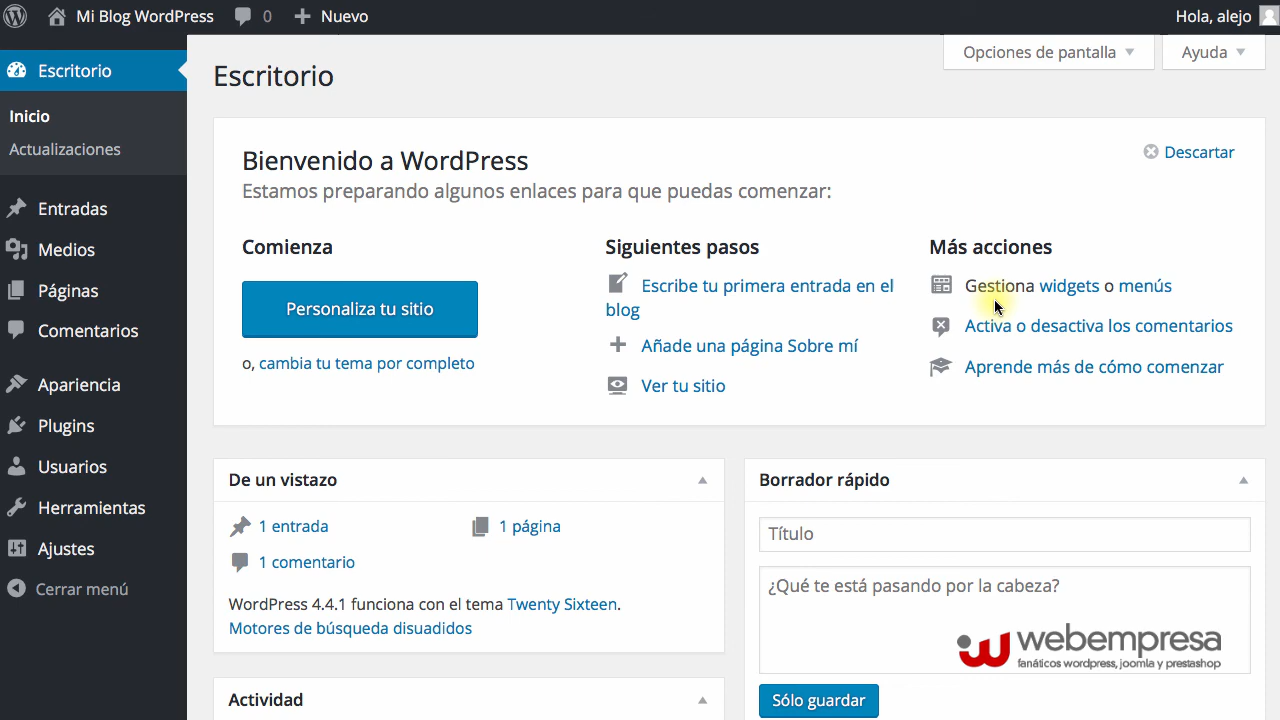 Mi Blog WordPress
0
Nuevo
Hola, alejo
Escritorio
Inicio
Actualizaciones
Entradas
Medios
Páginas
Comentarios
Apariencia
Plugins
Usuarios
Herramientas
Ajustes
Cerrar menú
Opciones de pantalla
Ayuda
Escritorio
Bienvenido a WordPress
Descartar
Estamos preparando algunos enlaces para que puedas comenzar:
Comienza
Personaliza tu sitio
o, cambia tu tema por completo
Siguientes pasos
Escribe tu primera entrada en el
blog
Añade una página Sobre mí
Ver tu sitio
Más acciones
Gestiona widgets o menús
Activa o desactiva los comentarios
Aprende más de cómo comenzar
De un vistazo
1 entrada
1 página
1 comentario
WordPress 4.4.1 funciona con el tema Twenty Sixteen.
Motores de búsqueda disuadidos
Actividad
Borrador rápido
Título
¿Qué te está pasando por la cabeza?
webempresa
fanáticos wordpress, joomla y prestashop
Sólo guardar